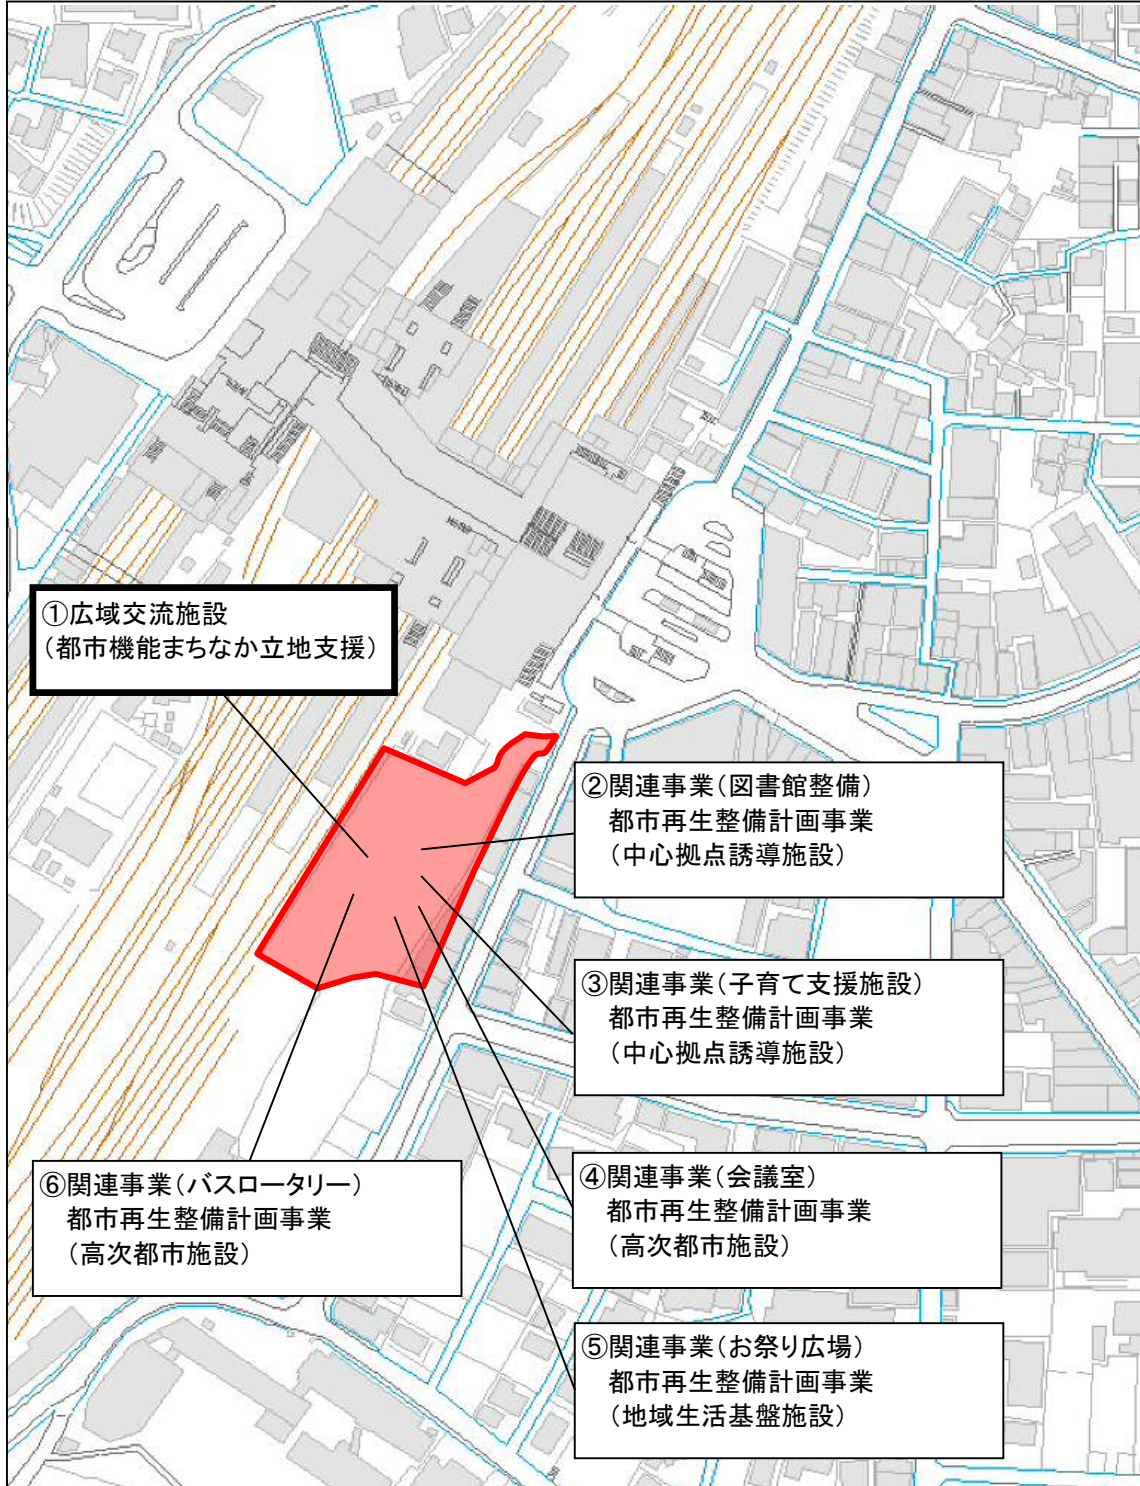 ①広域交流施設
(都市機能まちなか立地支援)
②関連事業(図書館整備)
都市再生整備計画事業
(中心拠点誘導施設)
③関連事業(子育て支援施設)
都市再生整備計画事業
(中心拠点誘導施設)
④関連事業(会議室)
都市再生整備計画事業
(高次都市施設)
⑤関連事業(お祭り広場)
都市再生整備計画事業
(地域生活基盤施設)
⑥関連事業(バスロータリー)
都市再生整備計画事業
(高次都市施設)